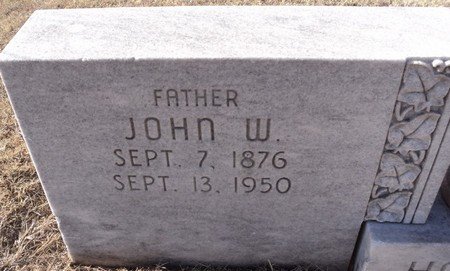 FATHER
JOHN W.
SEPT. 7, 1876
SEPT. 13, 1950